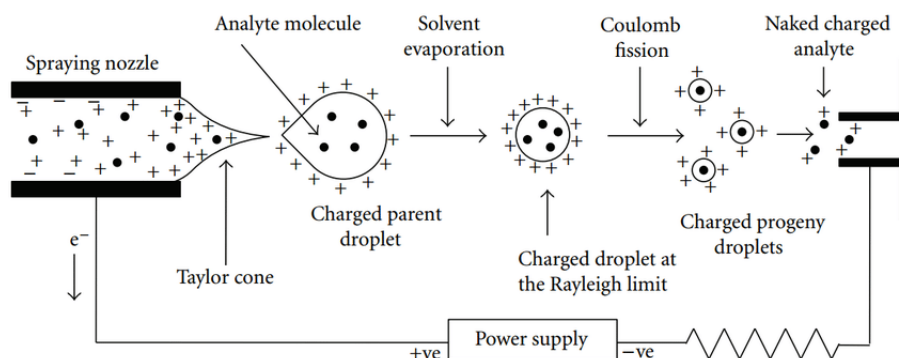 Analyte molecule
Solvent
evaporation
Coulomb
fission
Naked charged
analyte
Spraying nozzle
Charged parent
droplet
Charged progeny
droplets
e⁻
Taylor cone
Charged droplet at
the Rayleigh limit
+ve
Power supply
−ve